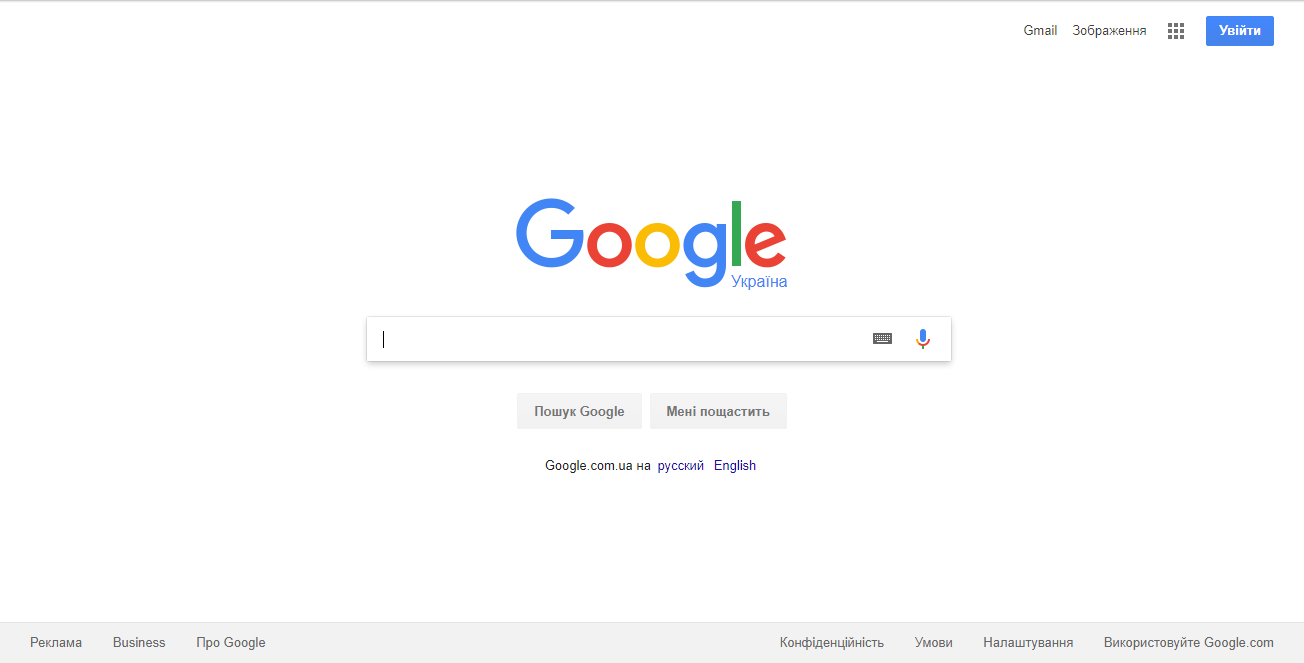 Gmail Зображення Увійти
Google
Україна
Пошук Google Мені пощастить
Google.com.ua на русский English
Реклама Business Про Google Конфіденційність Умови Налаштування Використовуйте Google.com